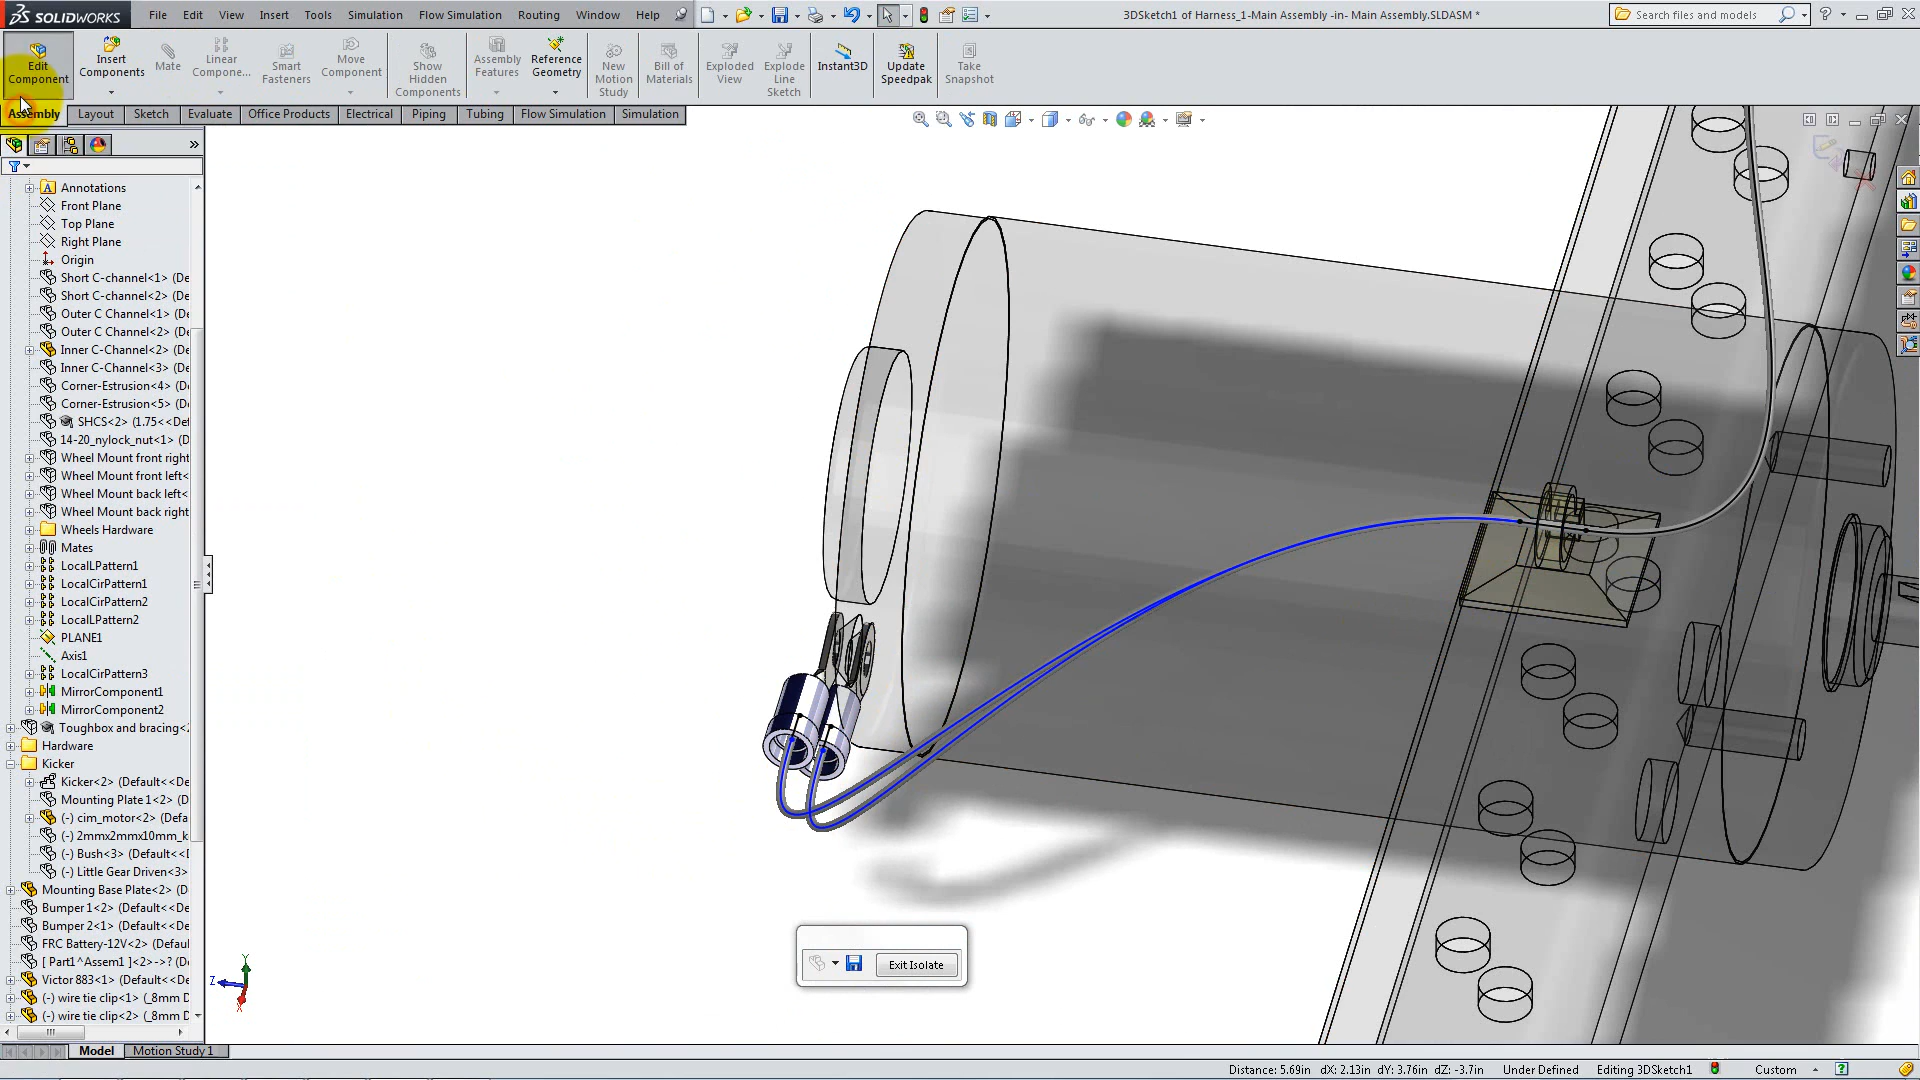 SOLIDWORKS
File Edit View Insert Tools Simulation Flow Simulation Routing Window Help
3DSketch1 of Harness_1-Main Assembly -in- Main Assembly.SLDASM *
Search files and models
Edit Component
Insert Components
Mate
Linear Compone...
Smart Fasteners
Move Component
Show Hidden Components
Assembly Features
Reference Geometry
New Motion Study
Bill of Materials
Exploded View
Explode Line Sketch
Instant3D
Update Speedpak
Take Snapshot
Assembly Layout Sketch Evaluate Office Products Electrical Piping Tubing Flow Simulation Simulation
Annotations
Front Plane
Top Plane
Right Plane
Origin
Short C-channel<1> (De
Short C-channel<2> (De
Outer C Channel<1> (De
Outer C Channel<2> (De
Inner C-Channel<2> (De
Inner C-Channel<3> (De
Corner-Estrusion<4> (De
Corner-Estrusion<5> (De
SHCS<2> (1.75<<Def
14-20_nylock_nut<1> (D
Wheel Mount front right
Wheel Mount front left<
Wheel Mount back left<
Wheel Mount back right
Wheels Hardware
Mates
LocalLPattern1
LocalCirPattern1
LocalCirPattern2
LocalLPattern2
PLANE1
Axis1
LocalCirPattern3
MirrorComponent1
MirrorComponent2
Toughbox and bracing<2
Hardware
Kicker
Kicker<2> (Default<<De
Mounting Plate 1<2> (D
(-) cim_motor<2> (Defau
(-) 2mmx2mmx10mm_k
(-) Bush<3> (Default<<D
(-) Little Gear Driven<3>
Mounting Base Plate<2> (D
Bumper 1<2> (Default<<De
Bumper 2<1> (Default<<De
FRC Battery-12V<2> (Defaul
[ Part1^Assem1 ]<2>->? (D
Victor 883<1> (Default<<De
(-) wire tie clip<1> (_8mm D
(-) wire tie clip<2> (_8mm D
Y
Z
X
Exit Isolate
Model Motion Study 1
Distance: 5.69in dX: 2.13in dY: 3.76in dZ: -3.7in Under Defined Editing 3DSketch1 Custom